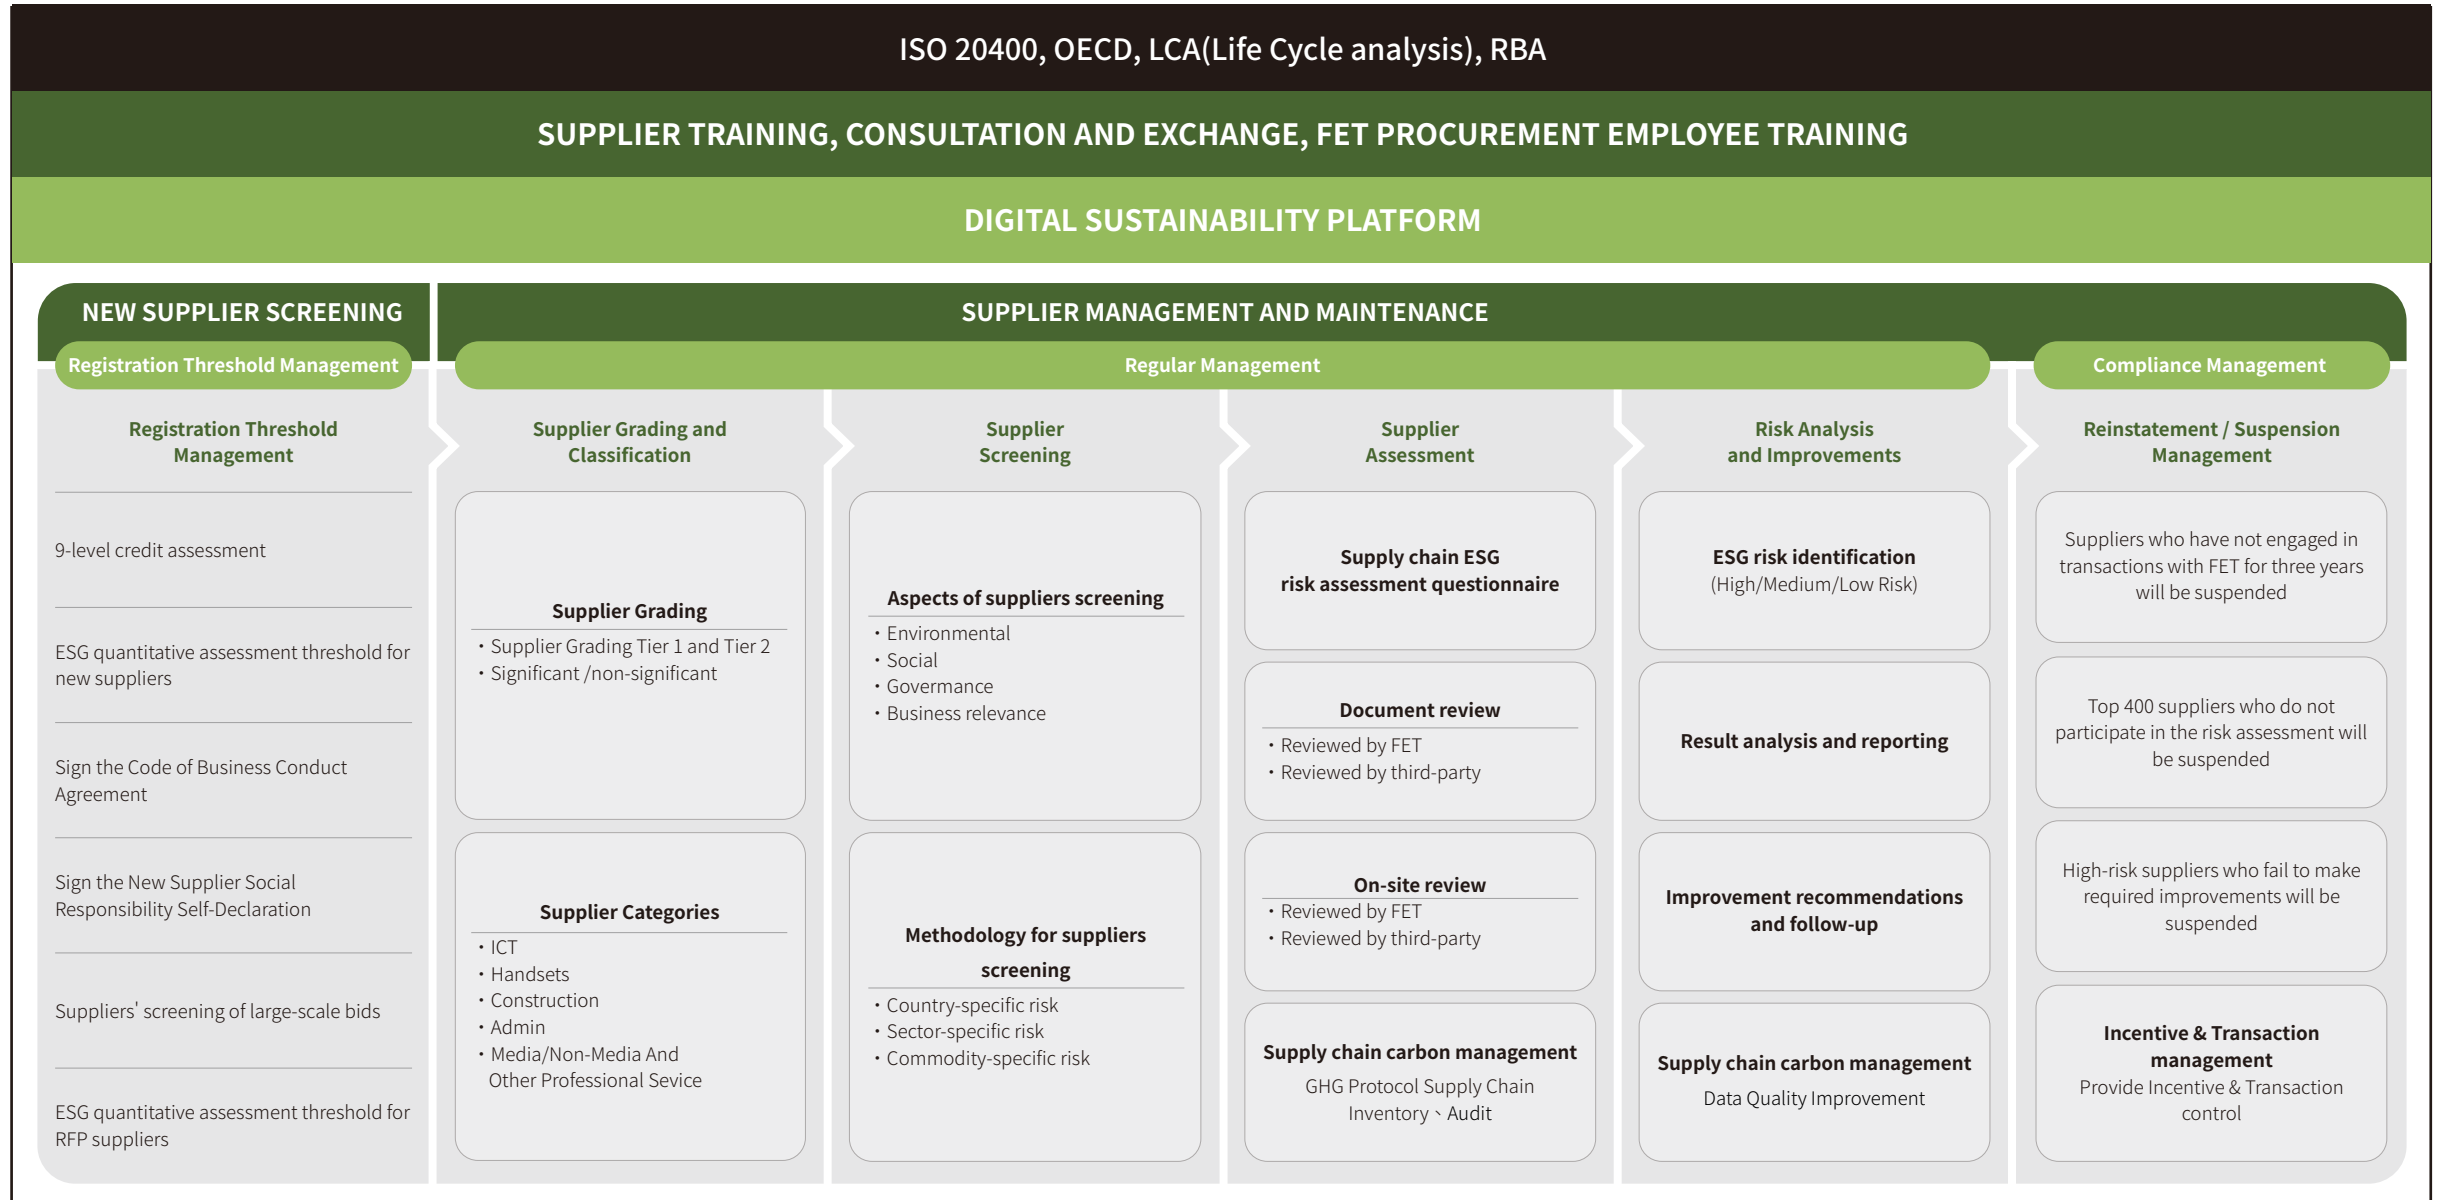 ISO 20400, OECD, LCA(Life Cycle analysis), RBA
SUPPLIER TRAINING, CONSULTATION AND EXCHANGE, FET PROCUREMENT EMPLOYEE TRAINING
DIGITAL SUSTAINABILITY PLATFORM
NEW SUPPLIER SCREENING
SUPPLIER MANAGEMENT AND MAINTENANCE
Registration Threshold Management
Regular Management
Compliance Management
Registration Threshold
Management
9-level credit assessment
ESG quantitative assessment threshold for
new suppliers
Sign the Code of Business Conduct
Agreement
Sign the New Supplier Social
Responsibility Self-Declaration
Suppliers' screening of large-scale bids
ESG quantitative assessment threshold for
RFP suppliers
Supplier Grading and
Classification
Supplier Grading
・Supplier Grading Tier 1 and Tier 2
・Significant /non-significant
Supplier Categories
・ICT
・Handsets
・Construction
・Admin
・Media/Non-Media And
Other Professional Sevice
Supplier
Screening
Aspects of suppliers screening
・Environmental
・Social
・Govermance
・Business relevance
Methodology for suppliers
screening
・Country-specific risk
・Sector-specific risk
・Commodity-specific risk
Supplier
Assessment
Supply chain ESG
risk assessment questionnaire
Document review
・Reviewed by FET
・Reviewed by third-party
On-site review
・Reviewed by FET
・Reviewed by third-party
Supply chain carbon management
GHG Protocol Supply Chain
Inventory、Audit
Risk Analysis
and Improvements
ESG risk identification
(High/Medium/Low Risk)
Result analysis and reporting
Improvement recommendations
and follow-up
Supply chain carbon management
Data Quality Improvement
Reinstatement / Suspension
Management
Suppliers who have not engaged in
transactions with FET for three years
will be suspended
Top 400 suppliers who do not
participate in the risk assessment will
be suspended
High-risk suppliers who fail to make
required improvements will be
suspended
Incentive & Transaction
management
Provide Incentive & Transaction
control